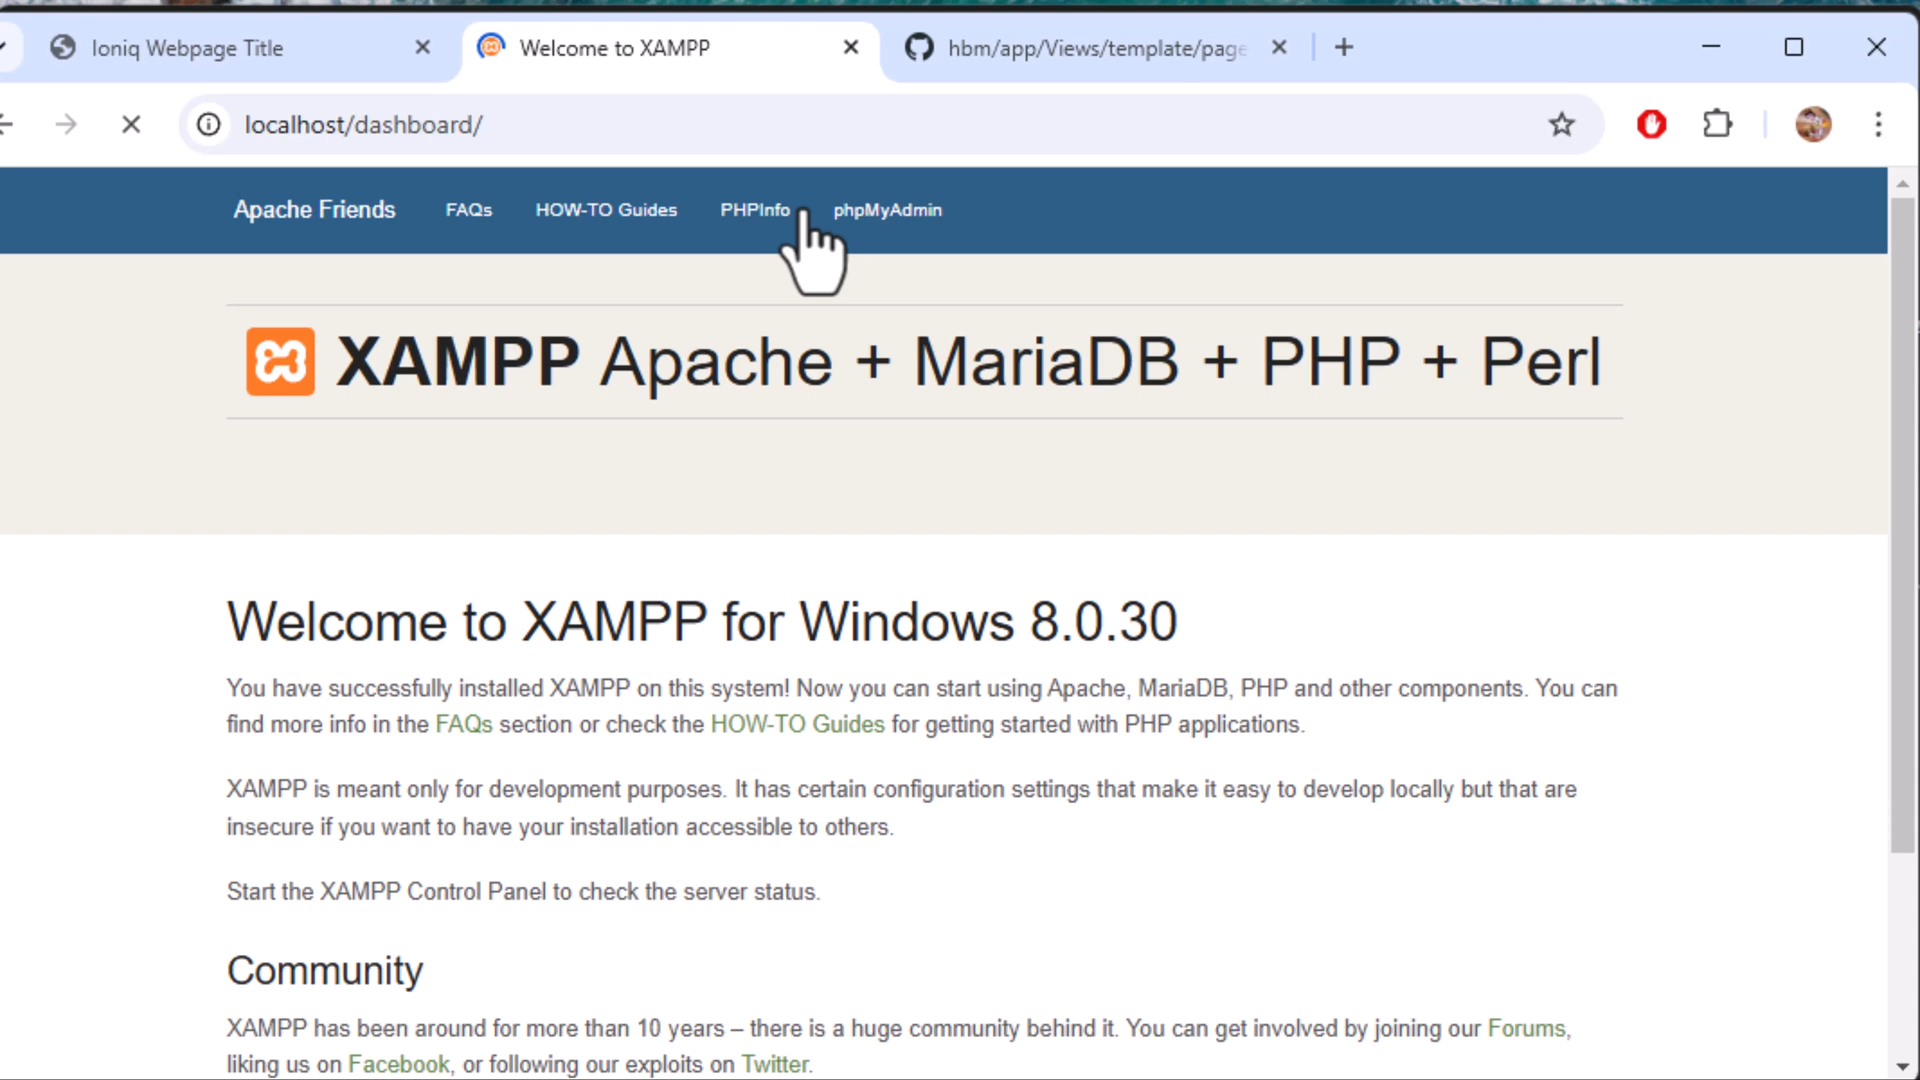 Ioniq Webpage Title
Welcome to XAMPP
hbm/app/Views/template/page
localhost/dashboard/
Apache Friends FAQs HOW-TO Guides PHPInfo phpMyAdmin
XAMPP Apache + MariaDB + PHP + Perl
Welcome to XAMPP for Windows 8.0.30
You have successfully installed XAMPP on this system! Now you can start using Apache, MariaDB, PHP and other components. You can
find more info in the FAQs section or check the HOW-TO Guides for getting started with PHP applications.
XAMPP is meant only for development purposes. It has certain configuration settings that make it easy to develop locally but that are
insecure if you want to have your installation accessible to others.
Start the XAMPP Control Panel to check the server status.
Community
XAMPP has been around for more than 10 years – there is a huge community behind it. You can get involved by joining our Forums,
liking us on Facebook, or following our exploits on Twitter.